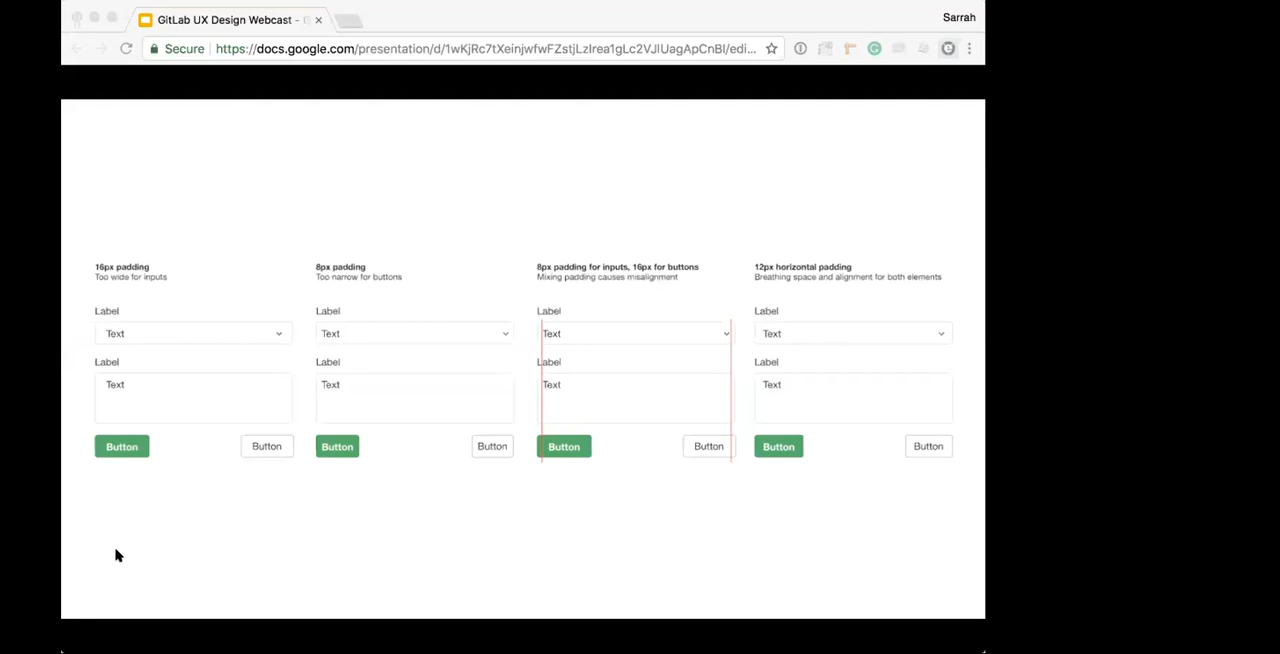 GitLab UX Design Webcast -
Sarrah
Secure
https://docs.google.com/presentation/d/1wKjRc7tXeinjwfwFZstjLzIrea1gLc2VJlUagApCnBI/edi...
16px padding
Too wide for inputs
Label
Text
Label
Text
Button
Button
8px padding
Too narrow for buttons
Label
Text
Label
Text
Button
Button
8px padding for inputs, 16px for buttons
Mixing padding causes misalignment
Label
Text
Label
Text
Button
Button
12px horizontal padding
Breathing space and alignment for both elements
Label
Text
Label
Text
Button
Button